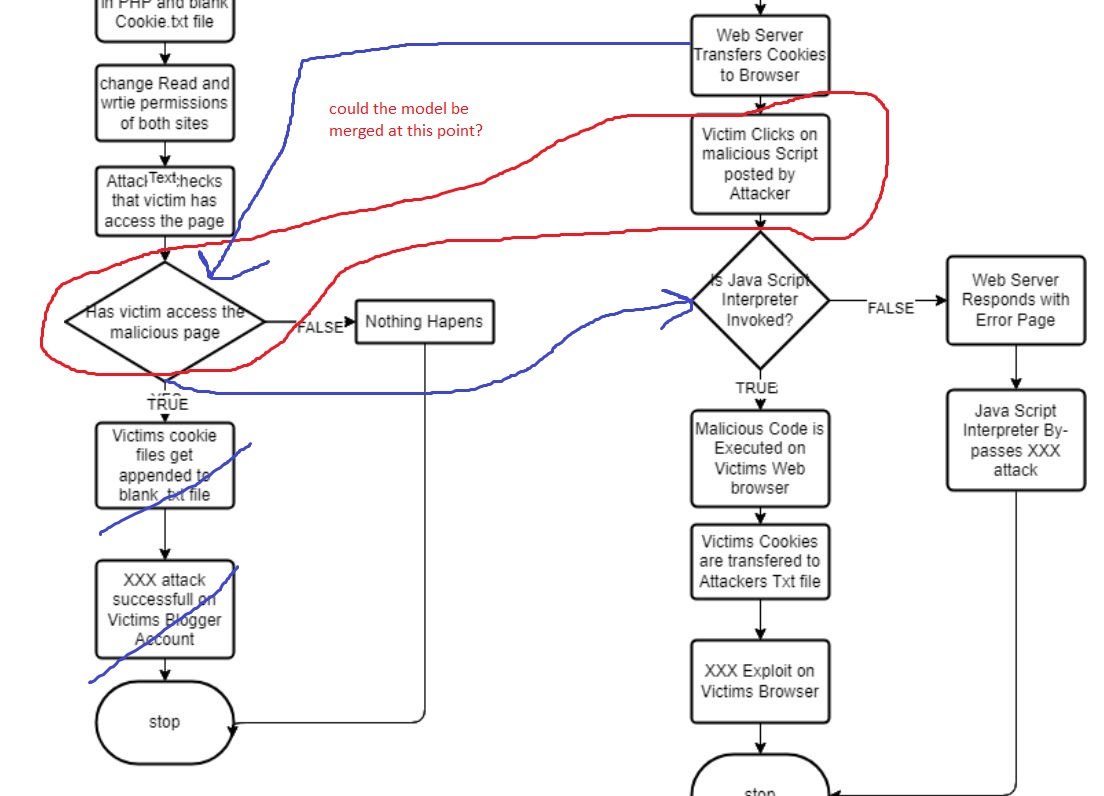 in PHP and blank
Cookie.txt file
change Read and
wrtie permissions
of both sites
Text
hecks
that victim has
access the page
Has victim access the
malicious page
FALSE
Nothing Hapens
TRUE
Victims cookie
files get
appended to
blank .txt file
XXX attack
successfull on
Victims Blogger
Account
stop
could the model be
merged at this point?
Web Server
Transfers Cookies
to Browser
Victim Clicks on
malicious Script
posted by
Attacker
Is Java Script
Interpreter
Invoked?
FALSE
Web Server
Responds with
Error Page
Java Script
Interpreter By-
passes XXX
attack
TRUE
Malicious Code is
Executed on
Victims Web
browser
Victims Cookies
are transfered to
Attackers Txt file
XXX Exploit on
Victims Browser
stop